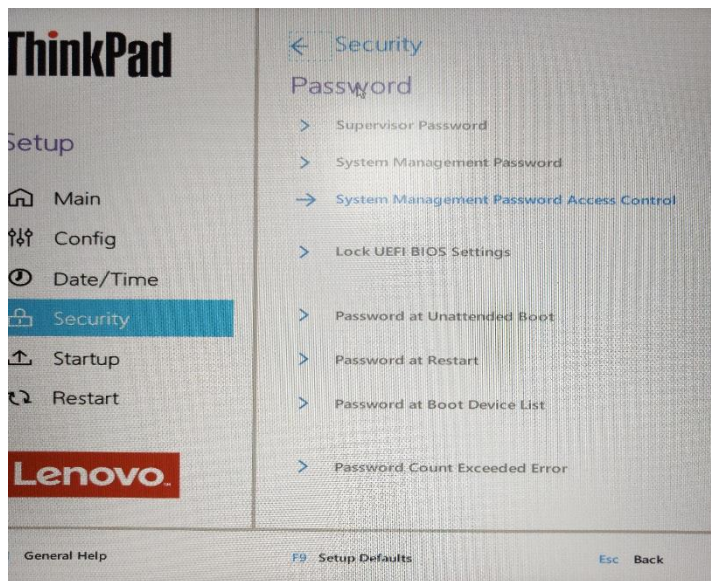 ThinkPad
Setup
Main
Config
Date/Time
Security
Startup
Restart
Lenovo
Security
Password
Supervisor Password
System Management Password
System Management Password Access Control
Lock UEFI BIOS Settings
Password at Unattended Boot
Password at Restart
Password at Boot Device List
Password Count Exceeded Error
General Help
F9 Setup Defaults
Esc Back